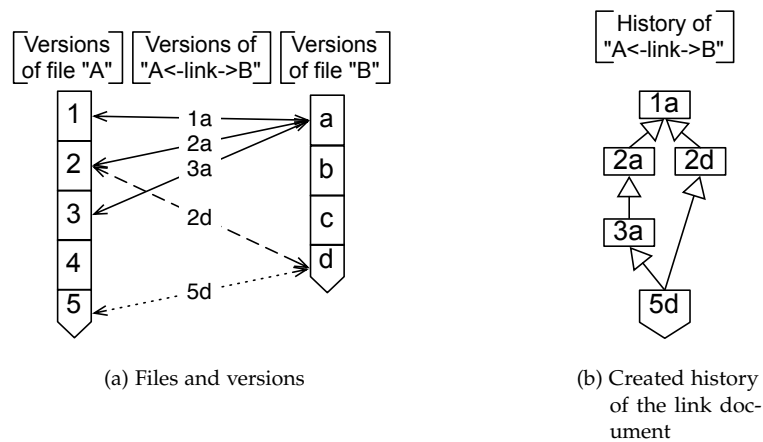 Versions of file "A"
Versions of "A<-link->B"
Versions of file "B"
1
2
3
4
5
1a
2a
3a
2d
5d
a
b
c
d
(a) Files and versions
History of
"A<-link->B"
1a
2a 2d
3a
5d
(b) Created history
of the link doc-
ument